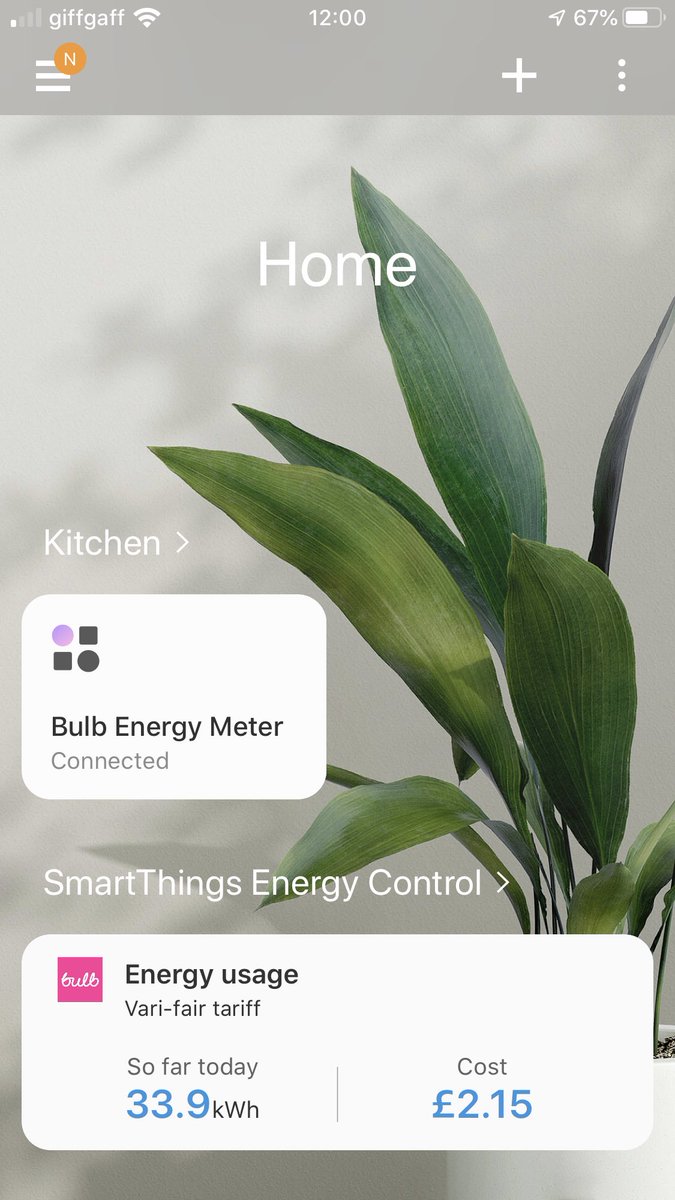 giffgaff 12:00 67%
N
Home
Kitchen
Bulb Energy Meter
Connected
SmartThings Energy Control
bulb Energy usage
Vari-fair tariff
So far today Cost
33.9kWh £2.15